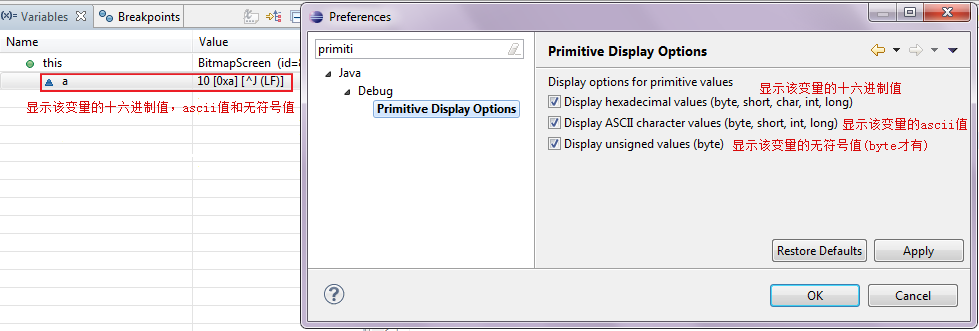 Variables
Breakpoints
Name
Value
this
BitmapScreen (id=8
a
10 [0xa] [^J (LF)]
显示该变量的十六进制值，ascii值和无符号值
Preferences
primiti
Java
Debug
Primitive Display Options
Primitive Display Options
Display options for primitive values
显示该变量的十六进制值
Display hexadecimal values (byte, short, char, int, long)
Display ASCII character values (byte, short, int, long)
显示该变量的ascii值
Display unsigned values (byte)
显示该变量的无符号值(byte才有)
Restore Defaults
Apply
OK
Cancel